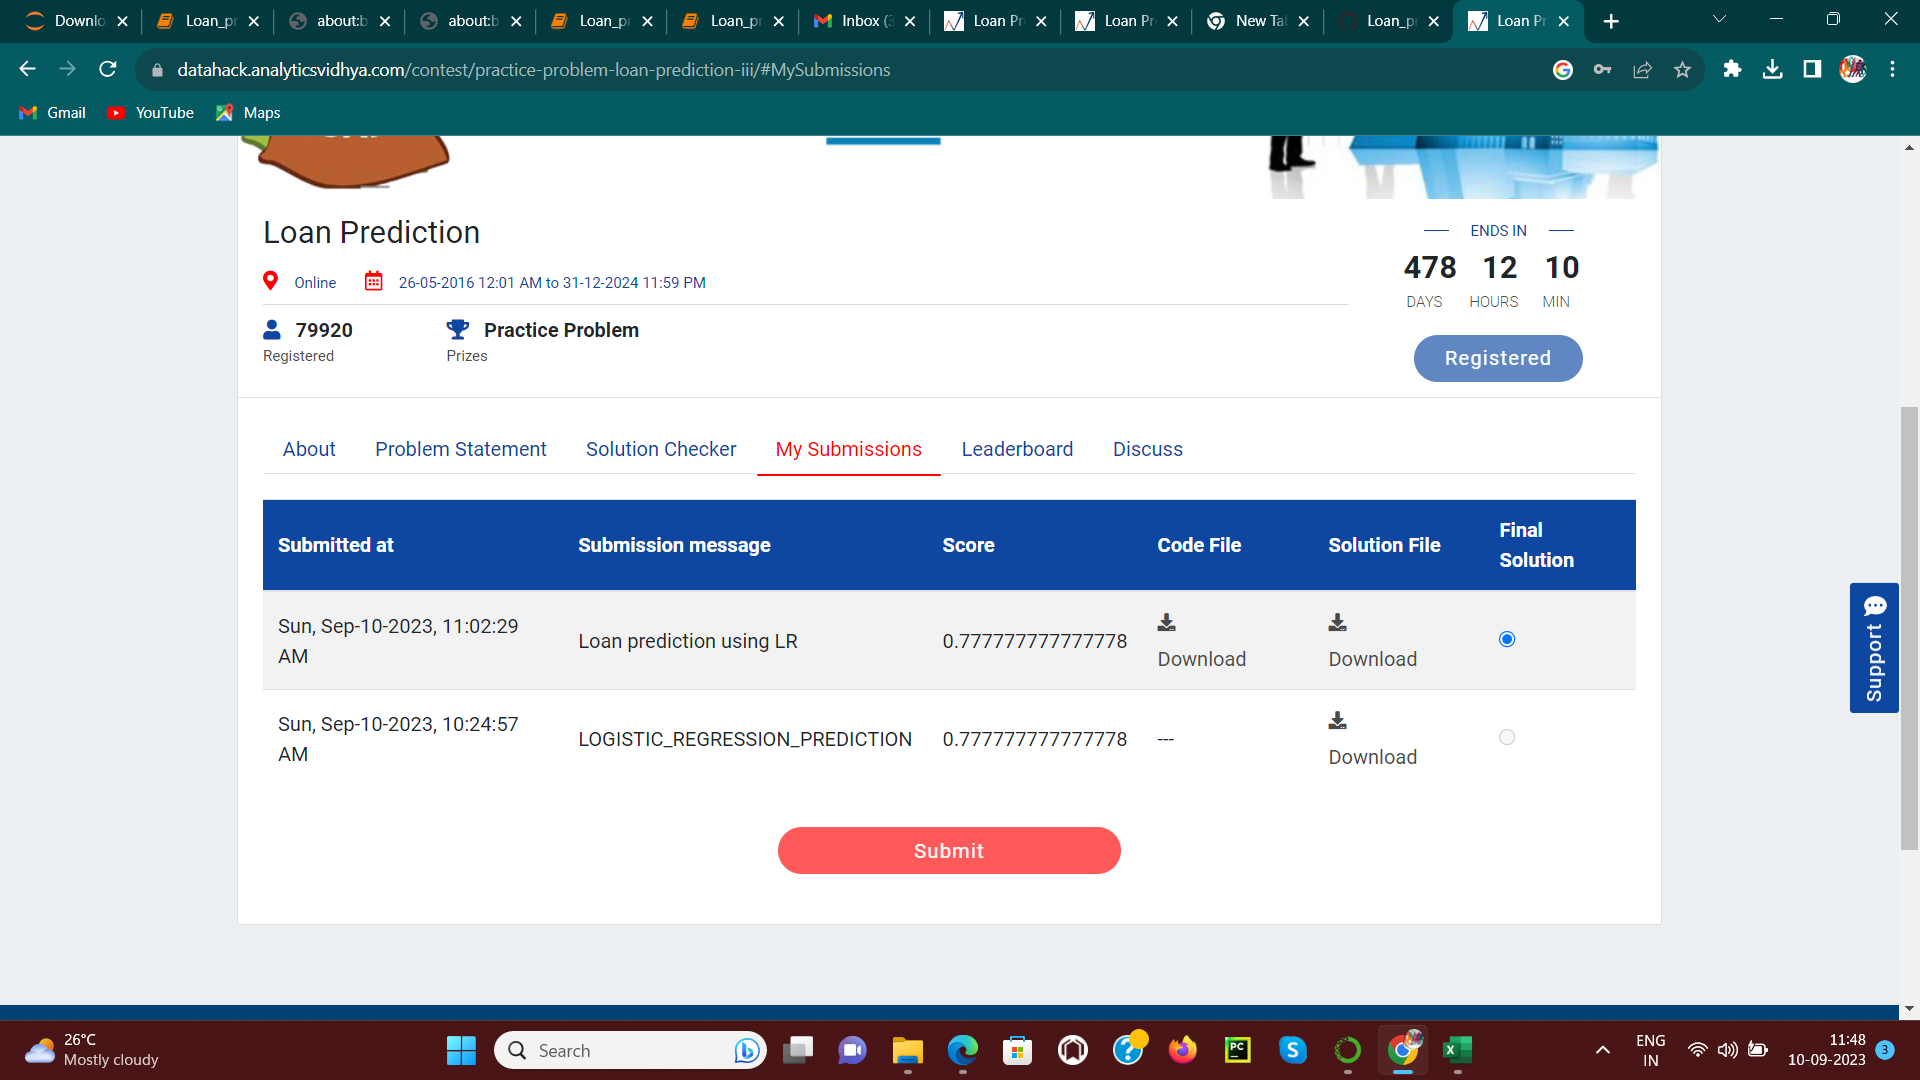 Downlo
Loan_pr
about:b
about:b
Loan_pr
Loan_pr
Inbox (3
Loan Pr
Loan Pr
New Tab
Loan_pr
Loan Pr
datahack.analyticsvidhya.com/contest/practice-problem-loan-prediction-iii/#MySubmissions
Gmail
YouTube
Maps
Loan Prediction
ENDS IN
478 12 10
DAYS HOURS MIN
Online
26-05-2016 12:01 AM to 31-12-2024 11:59 PM
79920
Registered
Practice Problem
Prizes
Registered
About
Problem Statement
Solution Checker
My Submissions
Leaderboard
Discuss
Submitted at
Submission message
Score
Code File
Solution File
Final
Solution
Sun, Sep-10-2023, 11:02:29
AM
Loan prediction using LR
0.777777777777778
Download
Download
Sun, Sep-10-2023, 10:24:57
AM
LOGISTIC_REGRESSION_PREDICTION
0.777777777777778
---
Download
Submit
Support
26°C
Mostly cloudy
Search
PC
ENG
IN
11:48
10-09-2023
3